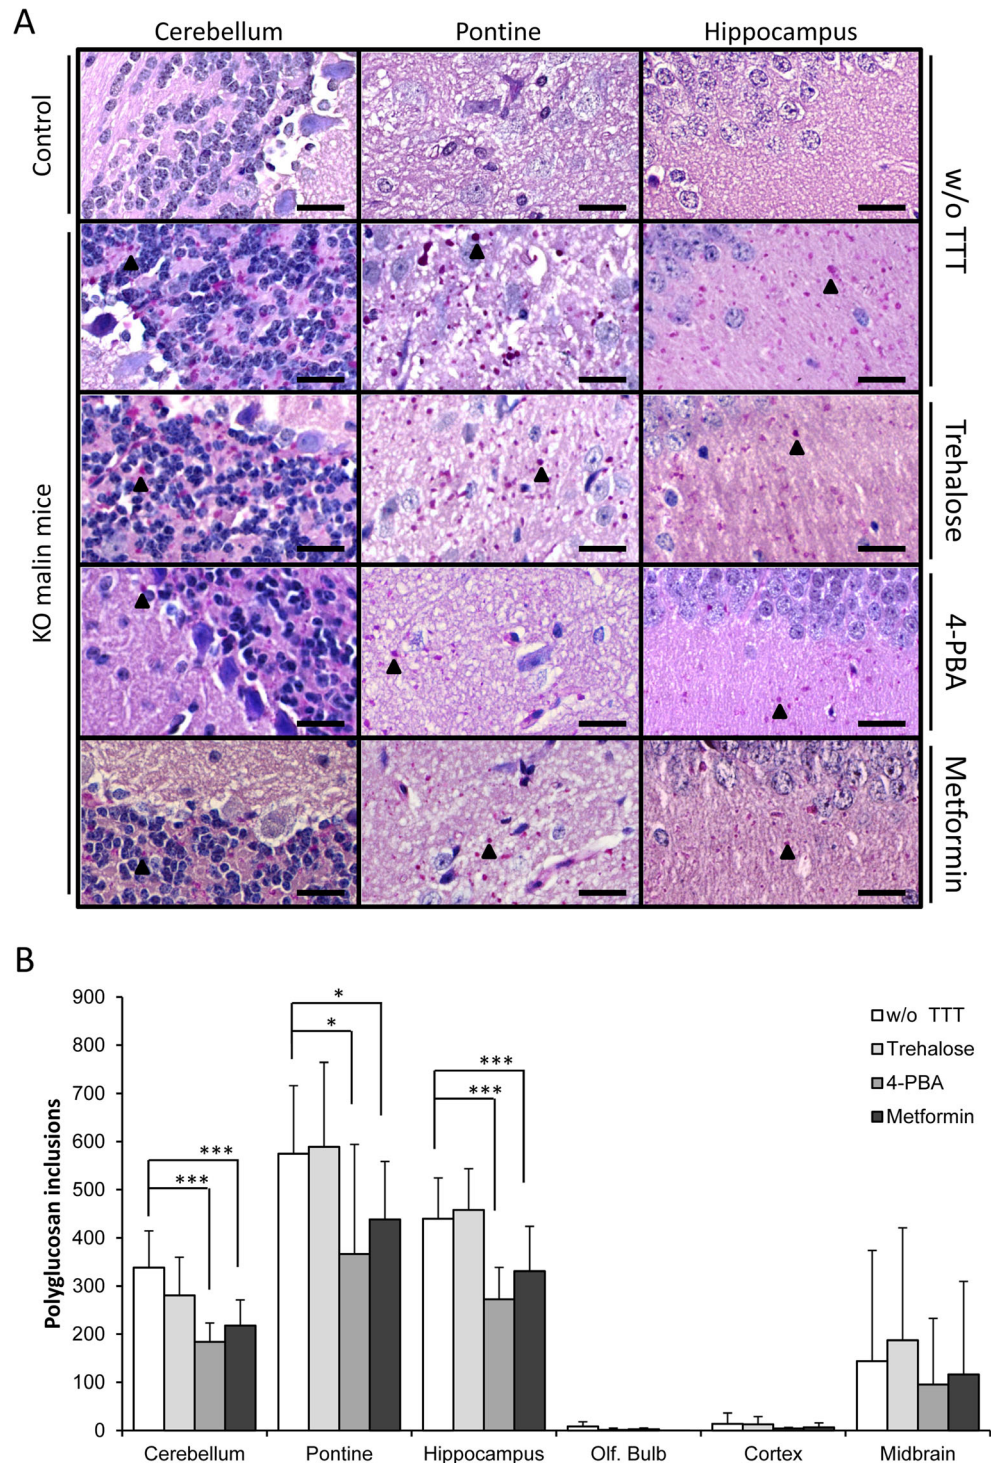 A
Cerebellum Pontine Hippocampus
Control
KO malin mice
w/o TTT
Trehalose
4-PBA
Metformin
B
Polyglucosan inclusions
900
800
700
600
500
400
300
200
100
0
***
***
*
*
***
***
w/o TTT
Trehalose
4-PBA
Metformin
Cerebellum Pontine Hippocampus Olf. Bulb Cortex Midbrain